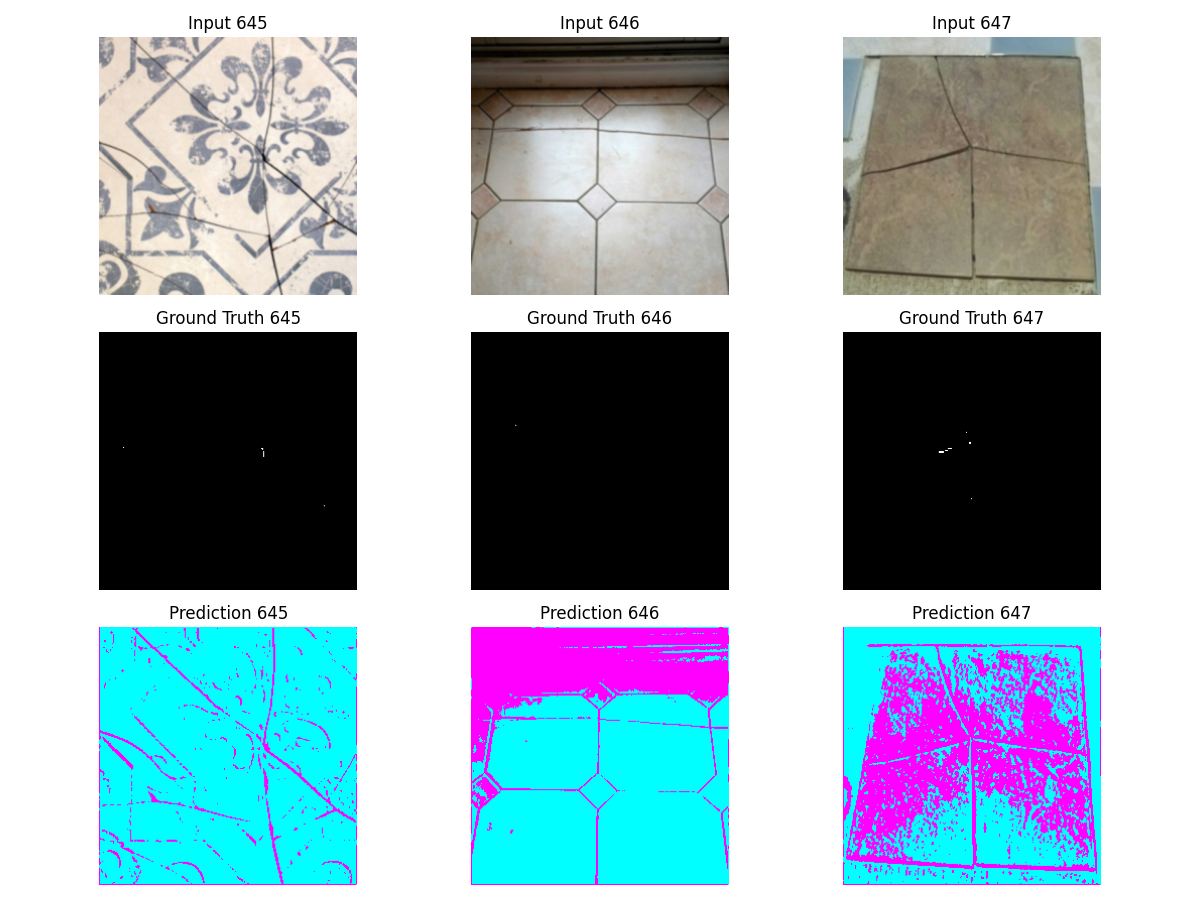 Input 645
Input 646
Input 647
Ground Truth 645
Ground Truth 646
Ground Truth 647
Prediction 645
Prediction 646
Prediction 647